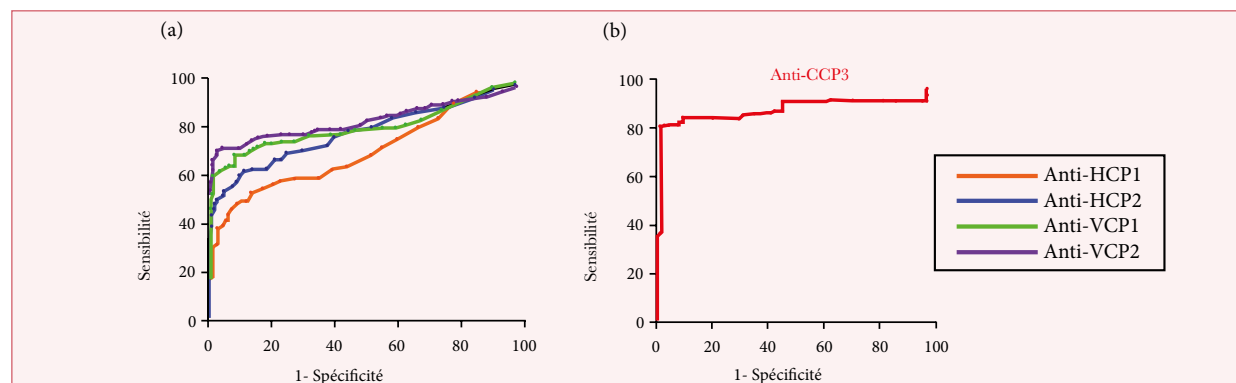 (a)
Sensibilité
100
80
60
40
20
0
0 20 40 60 80 100
1- Spécificité
(b)
Anti-CCP3
Sensibilité
100
80
60
40
20
0
0 20 40 60 80 100
1- Spécificité
Anti-HCP1
Anti-HCP2
Anti-VCP1
Anti-VCP2